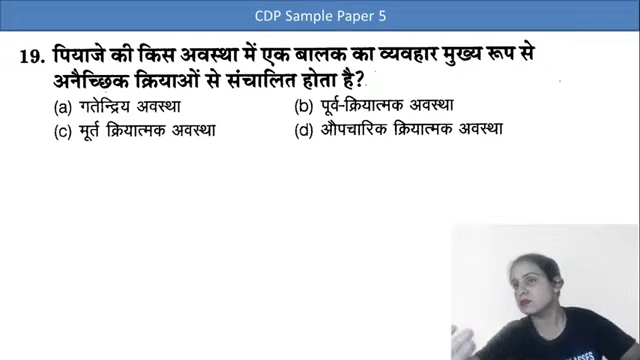 CDP Sample Paper 5
19. पियाजे की किस अवस्था में एक बालक का व्यवहार मुख्य रूप से
अनैच्छिक क्रियाओं से संचालित होता है?
(a) गतेन्द्रिय अवस्था (b) पूर्व-क्रियात्मक अवस्था
(c) मूर्त क्रियात्मक अवस्था (d) औपचारिक क्रियात्मक अवस्था